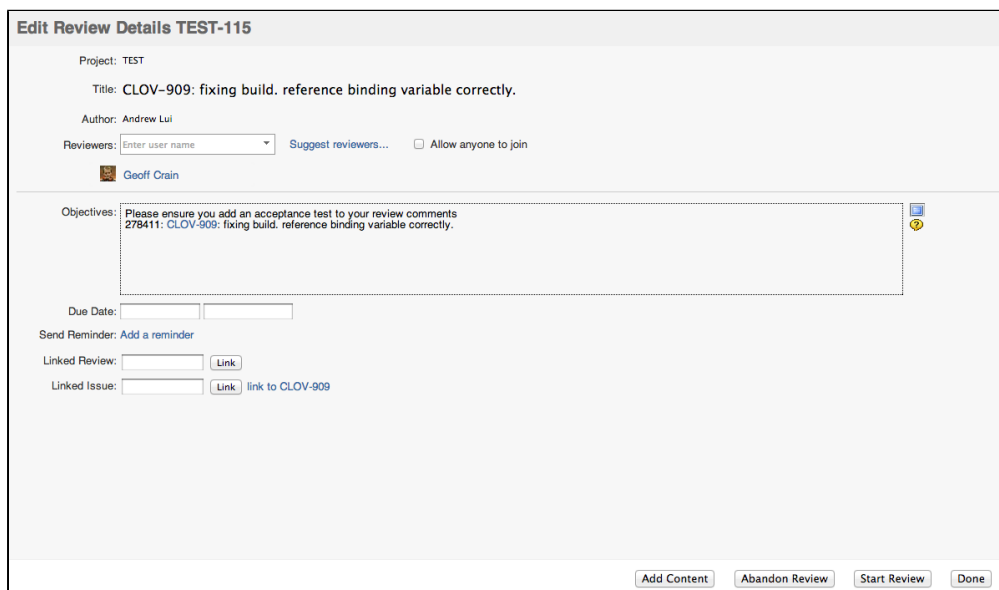 Edit Review Details TEST-115
Project: TEST
Title: CLOV-909: fixing build. reference binding variable correctly.
Author: Andrew Lui
Reviewers: Enter user name Suggest reviewers... Allow anyone to join
Geoff Crain
Objectives: Please ensure you add an acceptance test to your review comments
278411: CLOV-909: fixing build. reference binding variable correctly.
Due Date:
Send Reminder: Add a reminder
Linked Review: Link
Linked Issue: Link link to CLOV-909
Add Content Abandon Review Start Review Done